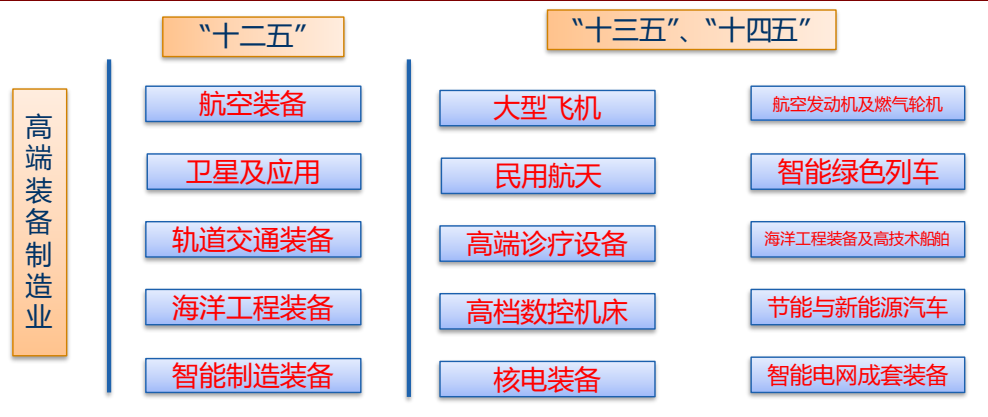 “十二五”
“十三五”、“十四五”
高端装备制造业
航空装备
卫星及应用
轨道交通装备
海洋工程装备
智能制造装备
大型飞机
民用航天
高端诊疗设备
高档数控机床
核电装备
航空发动机及燃气轮机
智能绿色列车
海洋工程装备及高技术船舶
节能与新能源汽车
智能电网成套装备